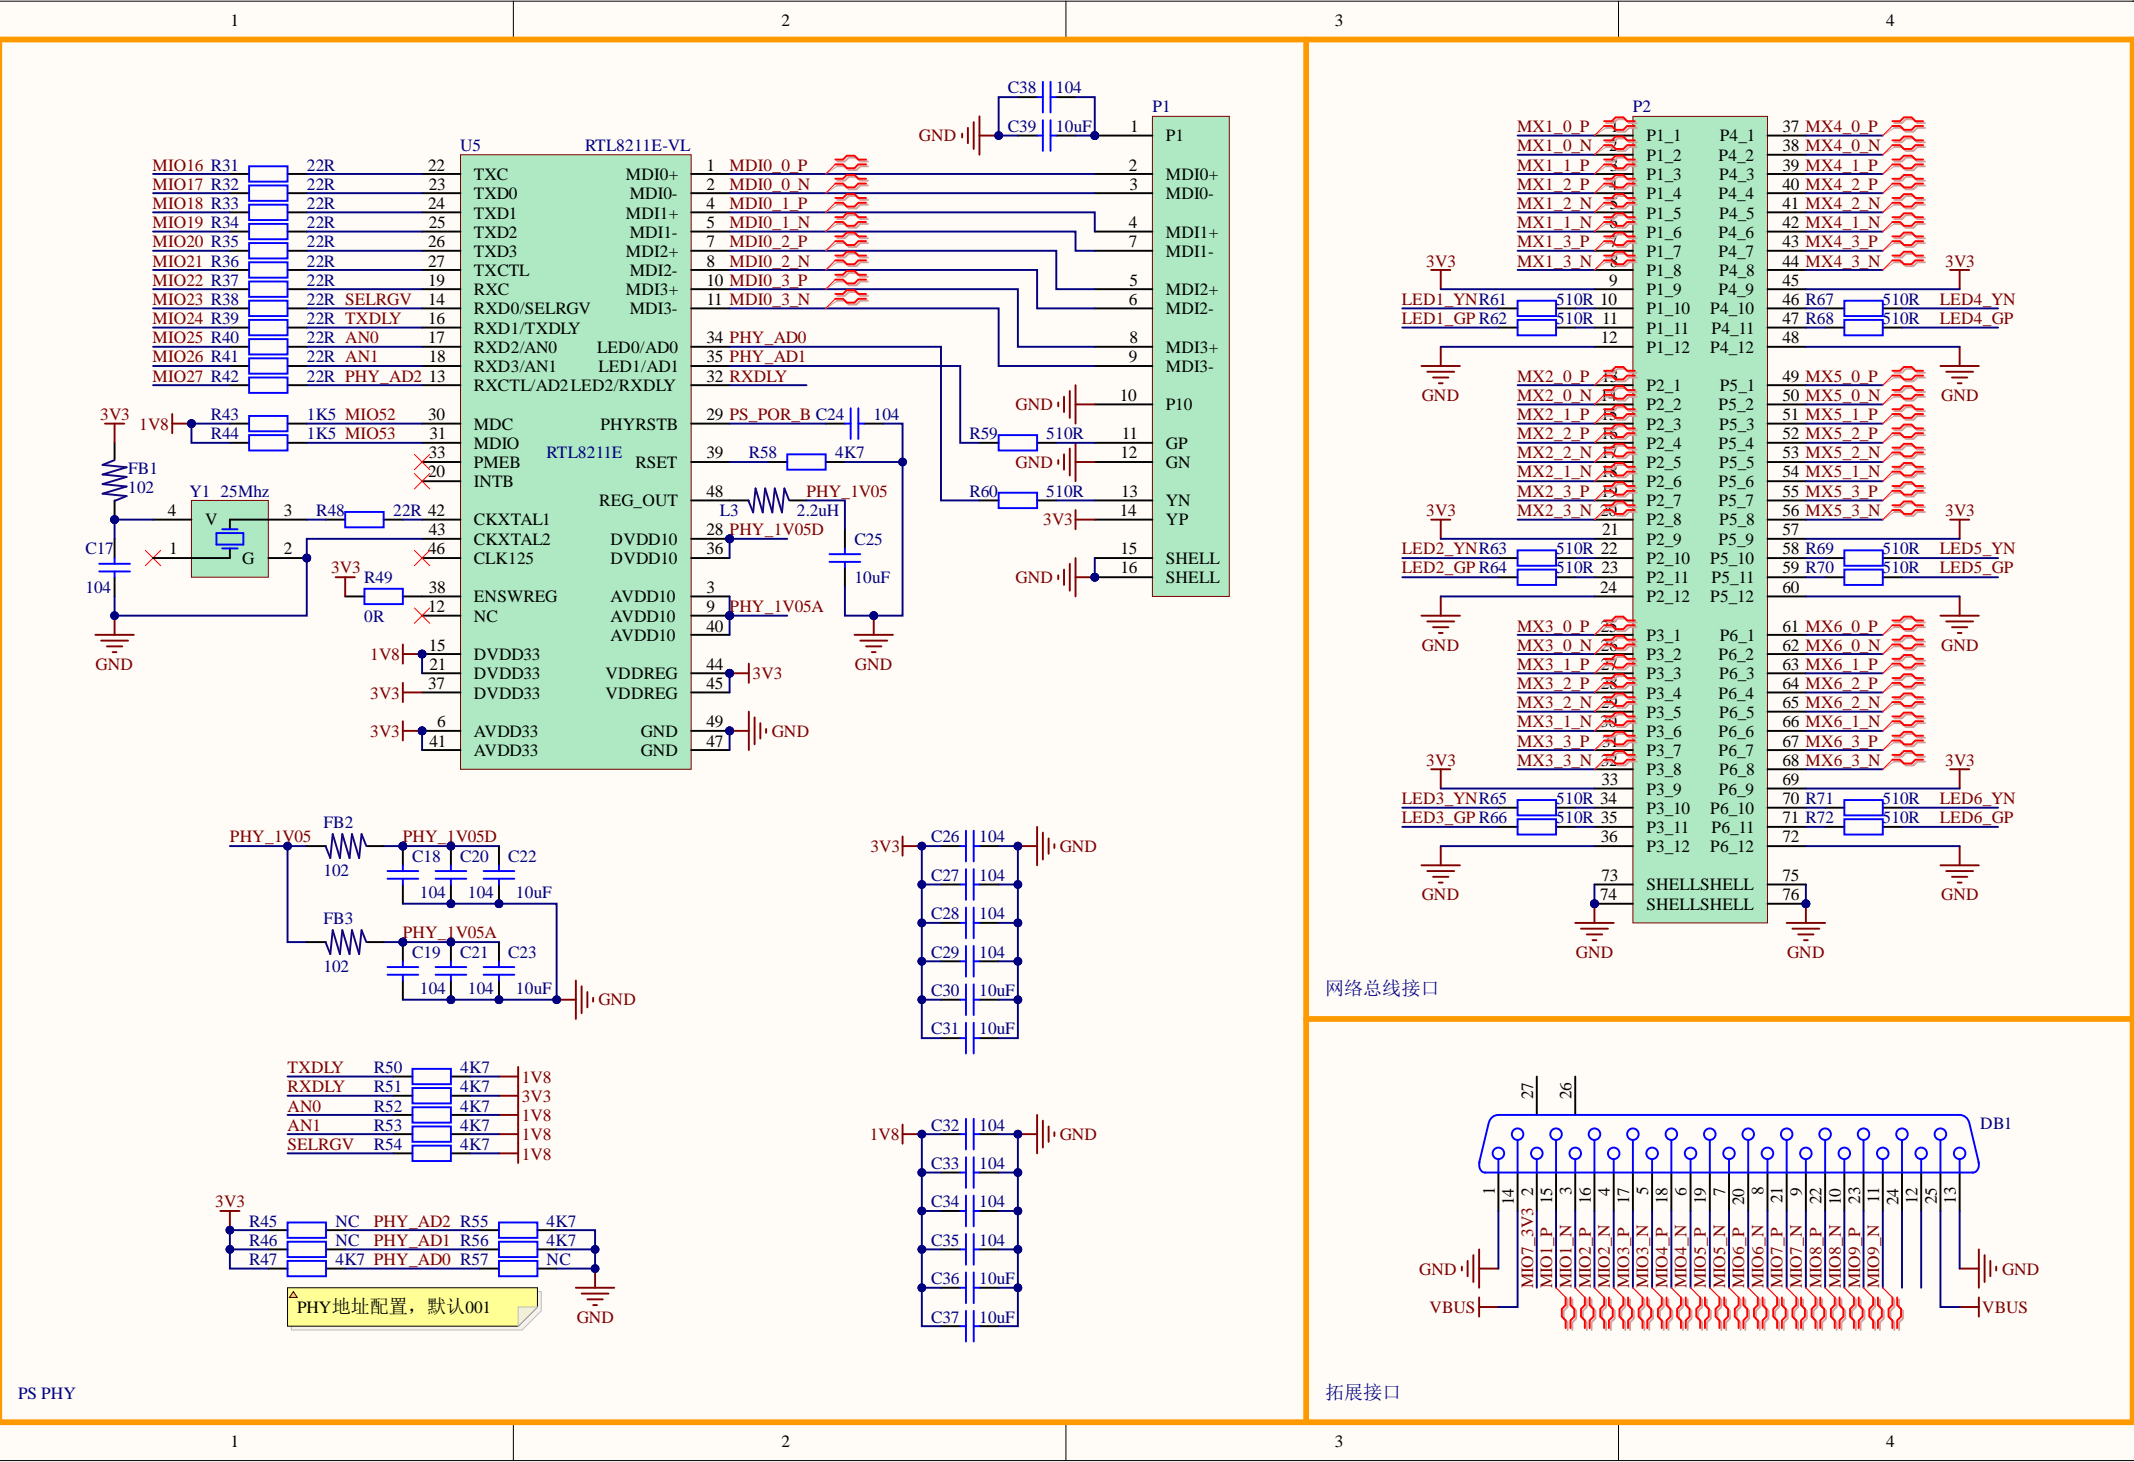 1 2 3 4
U5 RTL8211E-VL
MIO16 R31 22R 22 TXC
MIO17 R32 22R 23 TXD0
MIO18 R33 22R 24 TXD1
MIO19 R34 22R 25 TXD2
MIO20 R35 22R 26 TXD3
MIO21 R36 22R 27 TXCTL
MIO22 R37 22R 19 RXC
MIO23 R38 22R SELRGV 14 RXD0/SELRGV
MIO24 R39 22R TXDLY 16 RXD1/TXDLY
MIO25 R40 22R AN0 17 RXD2/AN0
MIO26 R41 22R AN1 18 RXD3/AN1
MIO27 R42 22R PHY_AD2 13 RXCTL/AD2
1V8 R43 1K5 MIO52 30 MDC
R44 1K5 MIO53 31 MDIO
33 PMEB
20 INTB
RTL8211E
3V3
FB1
102
Y1 25Mhz
4 V 3 R48 22R 42 CKXTAL1
43 CKXTAL2
1 G 2
46 CLK125
C17
104
GND
3V3 R49 0R 38 ENSWREG
12 NC
1V8 15 DVDD33
21 DVDD33
3V3 37 DVDD33
3V3 6 AVDD33
41 AVDD33
MDI0+ 1 MDI0_0_P
MDI0- 2 MDI0_0_N
MDI1+ 4 MDI0_1_P
MDI1- 5 MDI0_1_N
MDI2+ 7 MDI0_2_P
MDI2- 8 MDI0_2_N
MDI3+ 10 MDI0_3_P
MDI3- 11 MDI0_3_N
LED0/AD0 34 PHY_AD0
LED1/AD1 35 PHY_AD1
LED2/RXDLY 32 RXDLY
PHYRSTB 29 PS_POR_B C24 104
RSET 39 R58 4K7
REG_OUT 48 L3 2.2uH PHY_1V05
DVDD10 28 PHY_1V05D
DVDD10 36
C25
10uF
AVDD10 3
AVDD10 9 PHY_1V05A
AVDD10 40
GND
VDDREG 44 3V3
VDDREG 45
GND 49 GND
GND 47
C38 104
GND C39 10uF
P1
1 P1
2 MDI0+
3 MDI0-
4 MDI1+
7 MDI1-
5 MDI2+
6 MDI2-
8 MDI3+
9 MDI3-
GND 10 P10
R59 510R 11 GP
GND 12 GN
R60 510R 13 YN
3V3 14 YP
15 SHELL
GND 16 SHELL
PHY_1V05 FB2 102 PHY_1V05D
C18 C20 C22
104 104 10uF
FB3 102 PHY_1V05A
C19 C21 C23
104 104 10uF
GND
3V3 C26 104 GND
C27 104
C28 104
C29 104
C30 10uF
C31 10uF
TXDLY R50 4K7 1V8
RXDLY R51 4K7 3V3
AN0 R52 4K7 1V8
AN1 R53 4K7 1V8
SELRGV R54 4K7 1V8
1V8 C32 104 GND
C33 104
C34 104
C35 104
C36 10uF
C37 10uF
3V3
R45 NC PHY_AD2 R55 4K7
R46 NC PHY_AD1 R56 4K7
R47 4K7 PHY_AD0 R57 NC
GND
PHY地址配置，默认001
PS PHY
P2
MX1_0_P P1_1 P4_1 37 MX4_0_P
MX1_0_N P1_2 P4_2 38 MX4_0_N
MX1_1_P P1_3 P4_3 39 MX4_1_P
MX1_2_P P1_4 P4_4 40 MX4_2_P
MX1_2_N P1_5 P4_5 41 MX4_2_N
MX1_1_N P1_6 P4_6 42 MX4_1_N
MX1_3_P P1_7 P4_7 43 MX4_3_P
MX1_3_N P1_8 P4_8 44 MX4_3_N
3V3 9 P1_9 P4_9 45 3V3
LED1_YN R61 510R 10 P1_10 P4_10 46 R67 510R LED4_YN
LED1_GP R62 510R 11 P1_11 P4_11 47 R68 510R LED4_GP
GND 12 P1_12 P4_12 48 GND
MX2_0_P P2_1 P5_1 49 MX5_0_P
MX2_0_N P2_2 P5_2 50 MX5_0_N
MX2_1_P P2_3 P5_3 51 MX5_1_P
MX2_2_P P2_4 P5_4 52 MX5_2_P
MX2_2_N P2_5 P5_5 53 MX5_2_N
MX2_1_N P2_6 P5_6 54 MX5_1_N
MX2_3_P P2_7 P5_7 55 MX5_3_P
MX2_3_N P2_8 P5_8 56 MX5_3_N
3V3 21 P2_9 P5_9 57 3V3
LED2_YN R63 510R 22 P2_10 P5_10 58 R69 510R LED5_YN
LED2_GP R64 510R 23 P2_11 P5_11 59 R70 510R LED5_GP
GND 24 P2_12 P5_12 60 GND
MX3_0_P P3_1 P6_1 61 MX6_0_P
MX3_0_N P3_2 P6_2 62 MX6_0_N
MX3_1_P P3_3 P6_3 63 MX6_1_P
MX3_2_P P3_4 P6_4 64 MX6_2_P
MX3_2_N P3_5 P6_5 65 MX6_2_N
MX3_1_N P3_6 P6_6 66 MX6_1_N
MX3_3_P P3_7 P6_7 67 MX6_3_P
MX3_3_N P3_8 P6_8 68 MX6_3_N
3V3 33 P3_9 P6_9 69 3V3
LED3_YN R65 510R 34 P3_10 P6_10 70 R71 510R LED6_YN
LED3_GP R66 510R 35 P3_11 P6_11 71 R72 510R LED6_GP
GND 36 P3_12 P6_12 72 GND
73 SHELL SHELL 75
74 SHELL SHELL 76
GND GND
网络总线接口
27 26
DB1
1 14 2 15 3 16 4 17 5 18 6 19 7 20 8 21 9 22 10 23 11 24 12 25 13
MIO7_3V3 MIO1_P MIO1_N MIO2_P MIO2_N MIO3_P MIO3_N MIO4_P MIO4_N MIO5_P MIO5_N MIO6_P MIO6_N MIO7_P MIO7_N MIO8_P MIO8_N MIO9_P MIO9_N
GND GND
VBUS VBUS
拓展接口
1 2 3 4